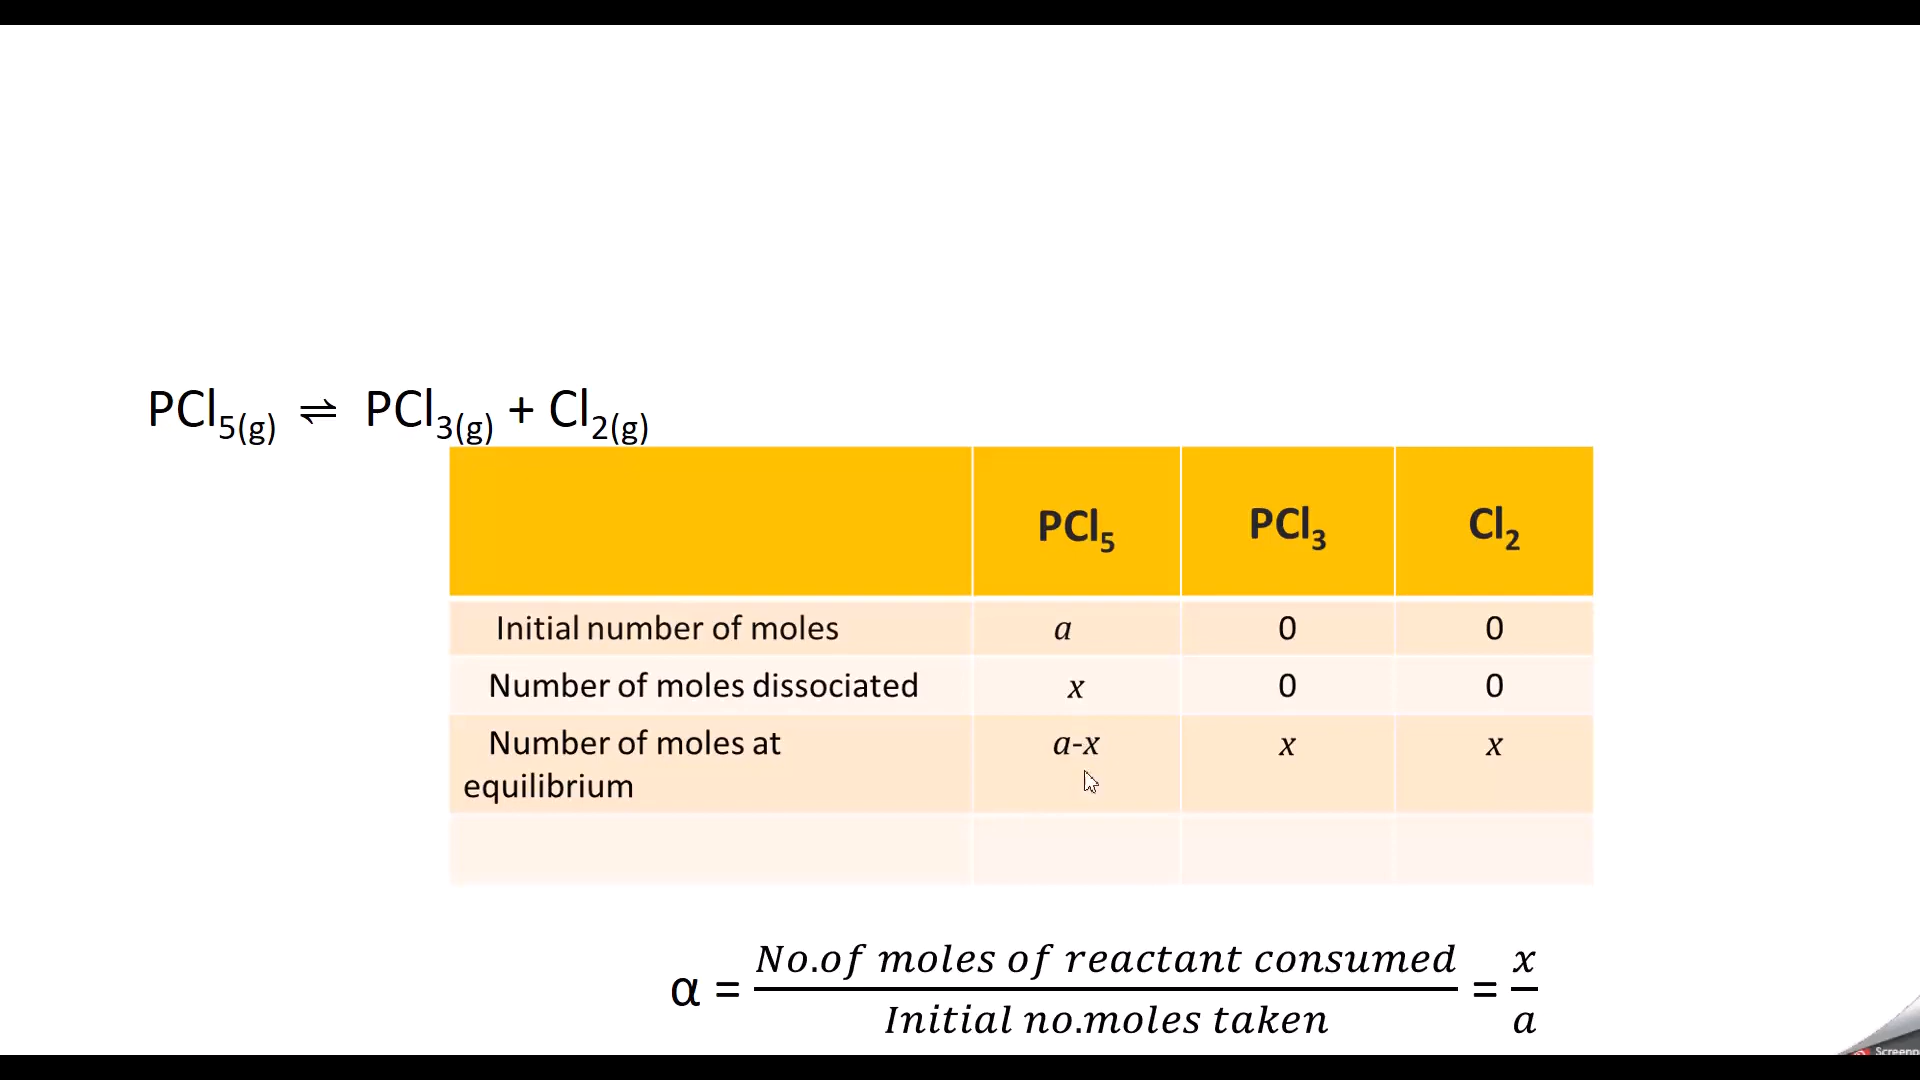 PCl5(g) ⇌ PCl3(g) + Cl2(g)
PCl5 PCl3 Cl2
Initial number of moles a 0 0
Number of moles dissociated x 0 0
Number of moles at a-x x x
equilibrium
α = No.of moles of reactant consumed / Initial no.moles taken = x / a